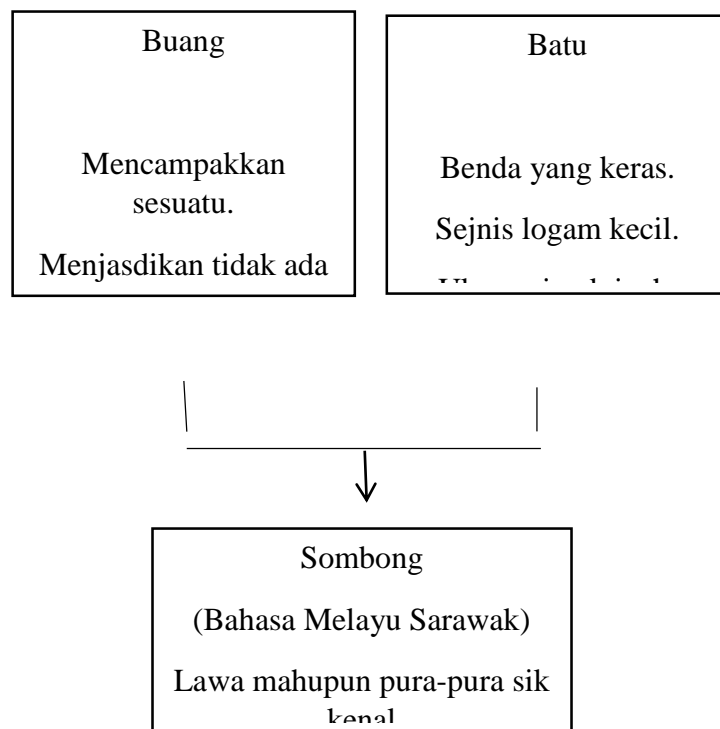 Buang
Mencampakkan
sesuatu.
Menjasdikan tidak ada
Batu
Benda yang keras.
Sejnis logam kecil.
Sombong
(Bahasa Melayu Sarawak)
Lawa mahupun pura-pura sik
kenal